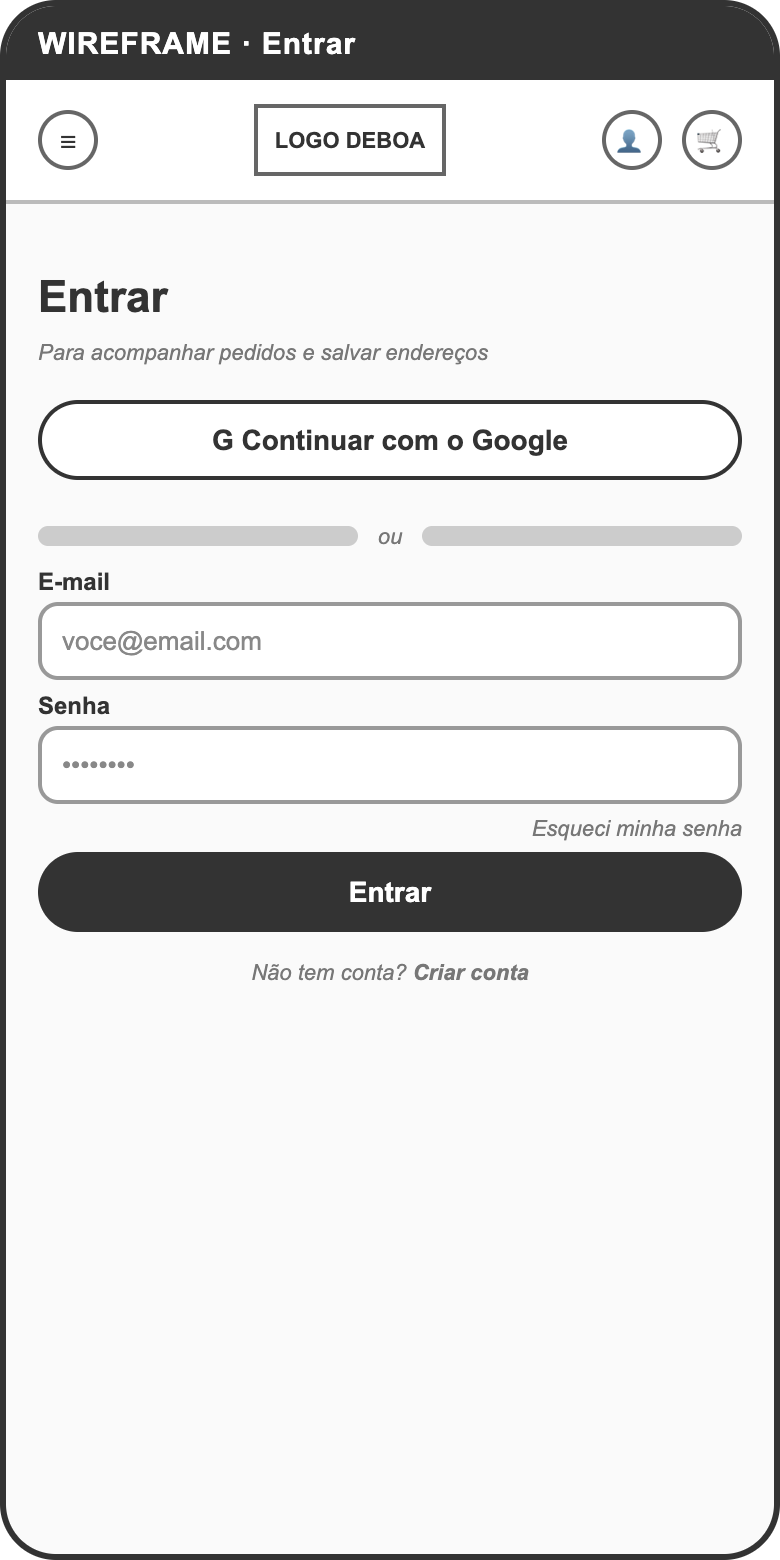 WIREFRAME · Entrar
≡
LOGO DEBOA
Entrar
Para acompanhar pedidos e salvar endereços
G Continuar com o Google
ou
E-mail
voce@email.com
Senha
••••••••
Esqueci minha senha
Entrar
Não tem conta? Criar conta